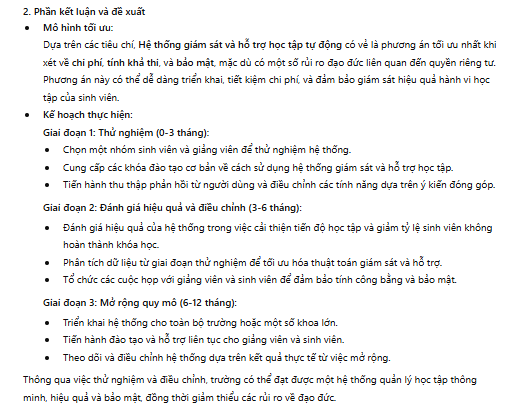 2. Phần kết luận và đề xuất
• Mô hình tối ưu:
Dựa trên các tiêu chí, Hệ thống giám sát và hỗ trợ học tập tự động có vẻ là phương án tối ưu nhất khi
xét về chi phí, tính khả thi, và bảo mật, mặc dù có một số rủi ro đạo đức liên quan đến quyền riêng tư.
Phương án này có thể dễ dàng triển khai, tiết kiệm chi phí, và đảm bảo giám sát hiệu quả hành vi học
tập của sinh viên.
• Kế hoạch thực hiện:
Giai đoạn 1: Thử nghiệm (0-3 tháng):
• Chọn một nhóm sinh viên và giảng viên để thử nghiệm hệ thống.
• Cung cấp các khóa đào tạo cơ bản về cách sử dụng hệ thống giám sát và hỗ trợ học tập.
• Tiến hành thu thập phản hồi từ người dùng và điều chỉnh các tính năng dựa trên ý kiến đóng góp.
Giai đoạn 2: Đánh giá hiệu quả và điều chỉnh (3-6 tháng):
• Đánh giá hiệu quả của hệ thống trong việc cải thiện tiến độ học tập và giảm tỷ lệ sinh viên không
hoàn thành khóa học.
• Phân tích dữ liệu từ giai đoạn thử nghiệm để tối ưu hóa thuật toán giám sát và hỗ trợ.
• Tổ chức các cuộc họp với giảng viên và sinh viên để đảm bảo tính công bằng và bảo mật.
Giai đoạn 3: Mở rộng quy mô (6-12 tháng):
• Triển khai hệ thống cho toàn bộ trường hoặc một số khoa lớn.
• Tiến hành đào tạo và hỗ trợ liên tục cho giảng viên và sinh viên.
• Theo dõi và điều chỉnh hệ thống dựa trên kết quả thực tế từ việc mở rộng.
Thông qua việc thử nghiệm và điều chỉnh, trường có thể đạt được một hệ thống quản lý học tập thông
minh, hiệu quả và bảo mật, đồng thời giảm thiểu các rủi ro về đạo đức.